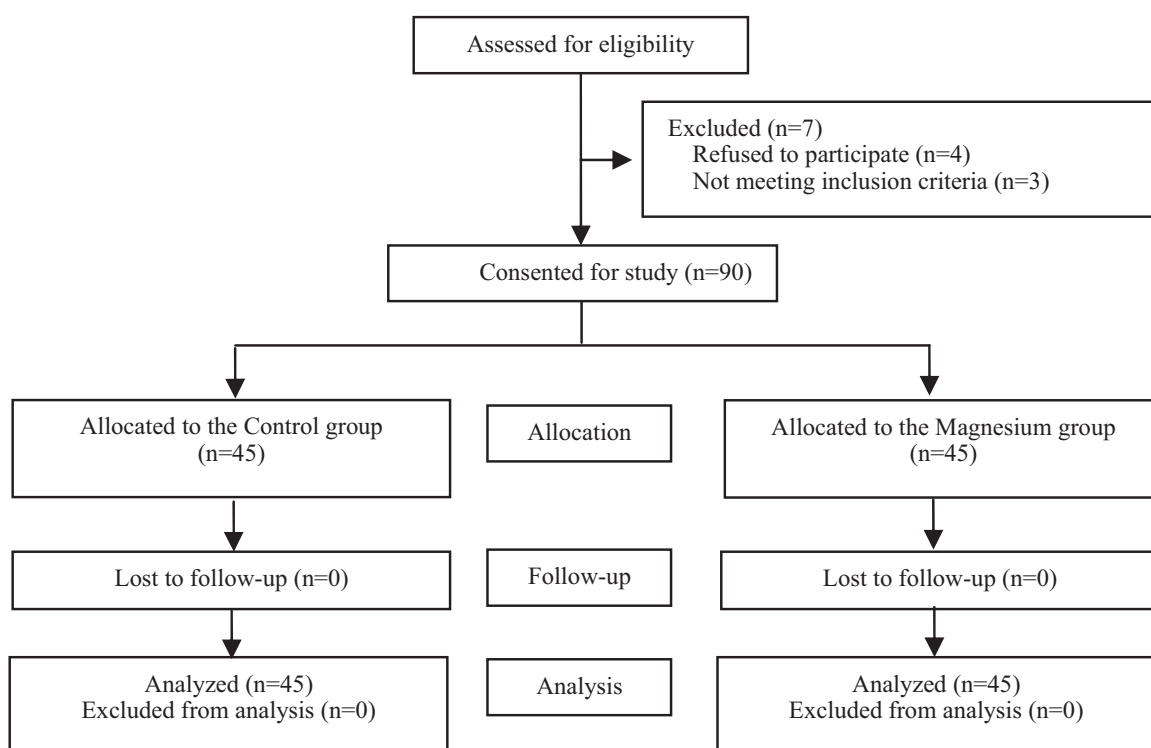 Assessed for eligibility
Excluded (n=7)
Refused to participate (n=4)
Not meeting inclusion criteria (n=3)
Consented for study (n=90)
Allocated to the Control group
(n=45)
Allocation
Allocated to the Magnesium group
(n=45)
Lost to follow-up (n=0)
Follow-up
Lost to follow-up (n=0)
Analyzed (n=45)
Excluded from analysis (n=0)
Analysis
Analyzed (n=45)
Excluded from analysis (n=0)